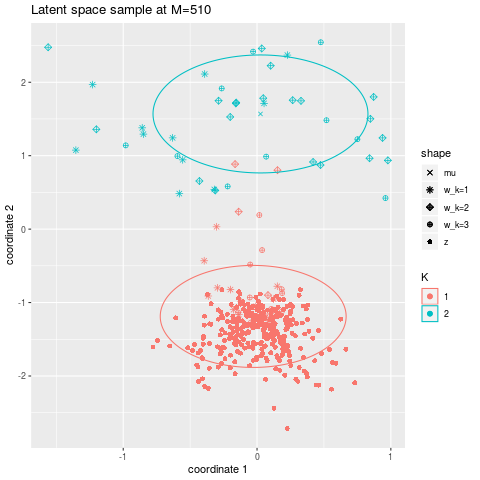 Latent space sample at M=510
coordinate 2
2
1
0
-1
-2
-1
0
1
coordinate 1
shape
mu
w_k=1
w_k=2
w_k=3
z
K
1
2